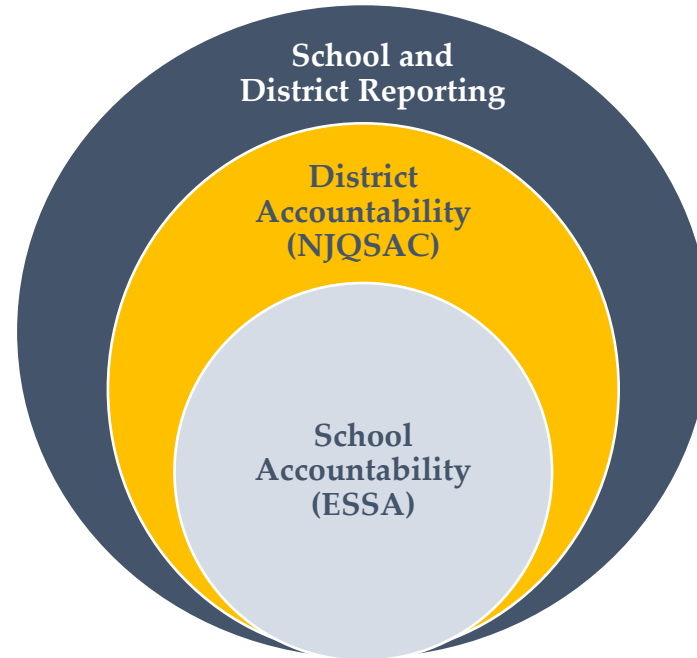 School and
District Reporting
District
Accountability
(NJQSAC)
School
Accountability
(ESSA)